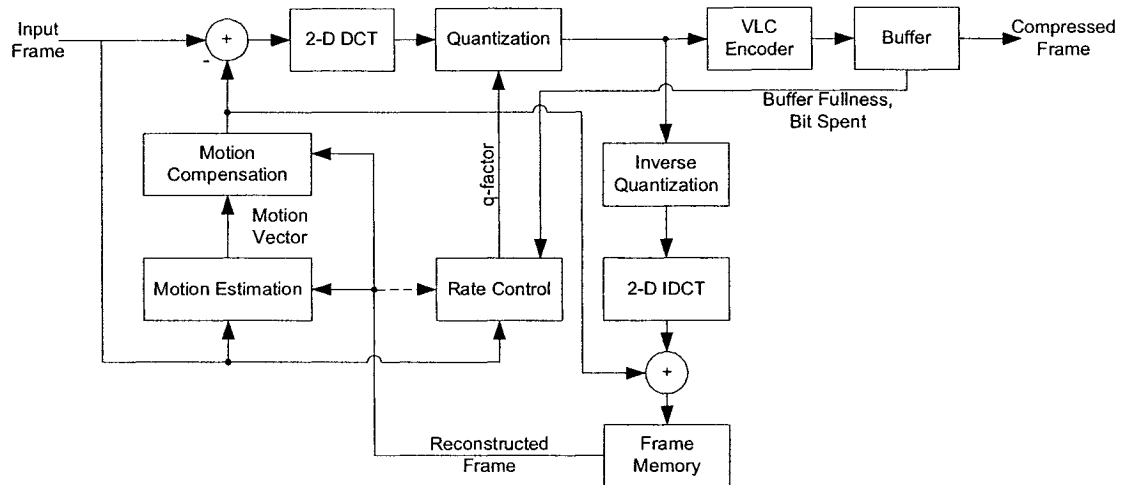 Input
Frame
+
-
2-D DCT
Quantization
VLC
Encoder
Buffer
Compressed
Frame
Buffer Fullness,
Bit Spent
Motion
Compensation
q-factor
Inverse
Quantization
Motion
Vector
Motion Estimation
Rate Control
2-D IDCT
+
Reconstructed
Frame
Frame
Memory